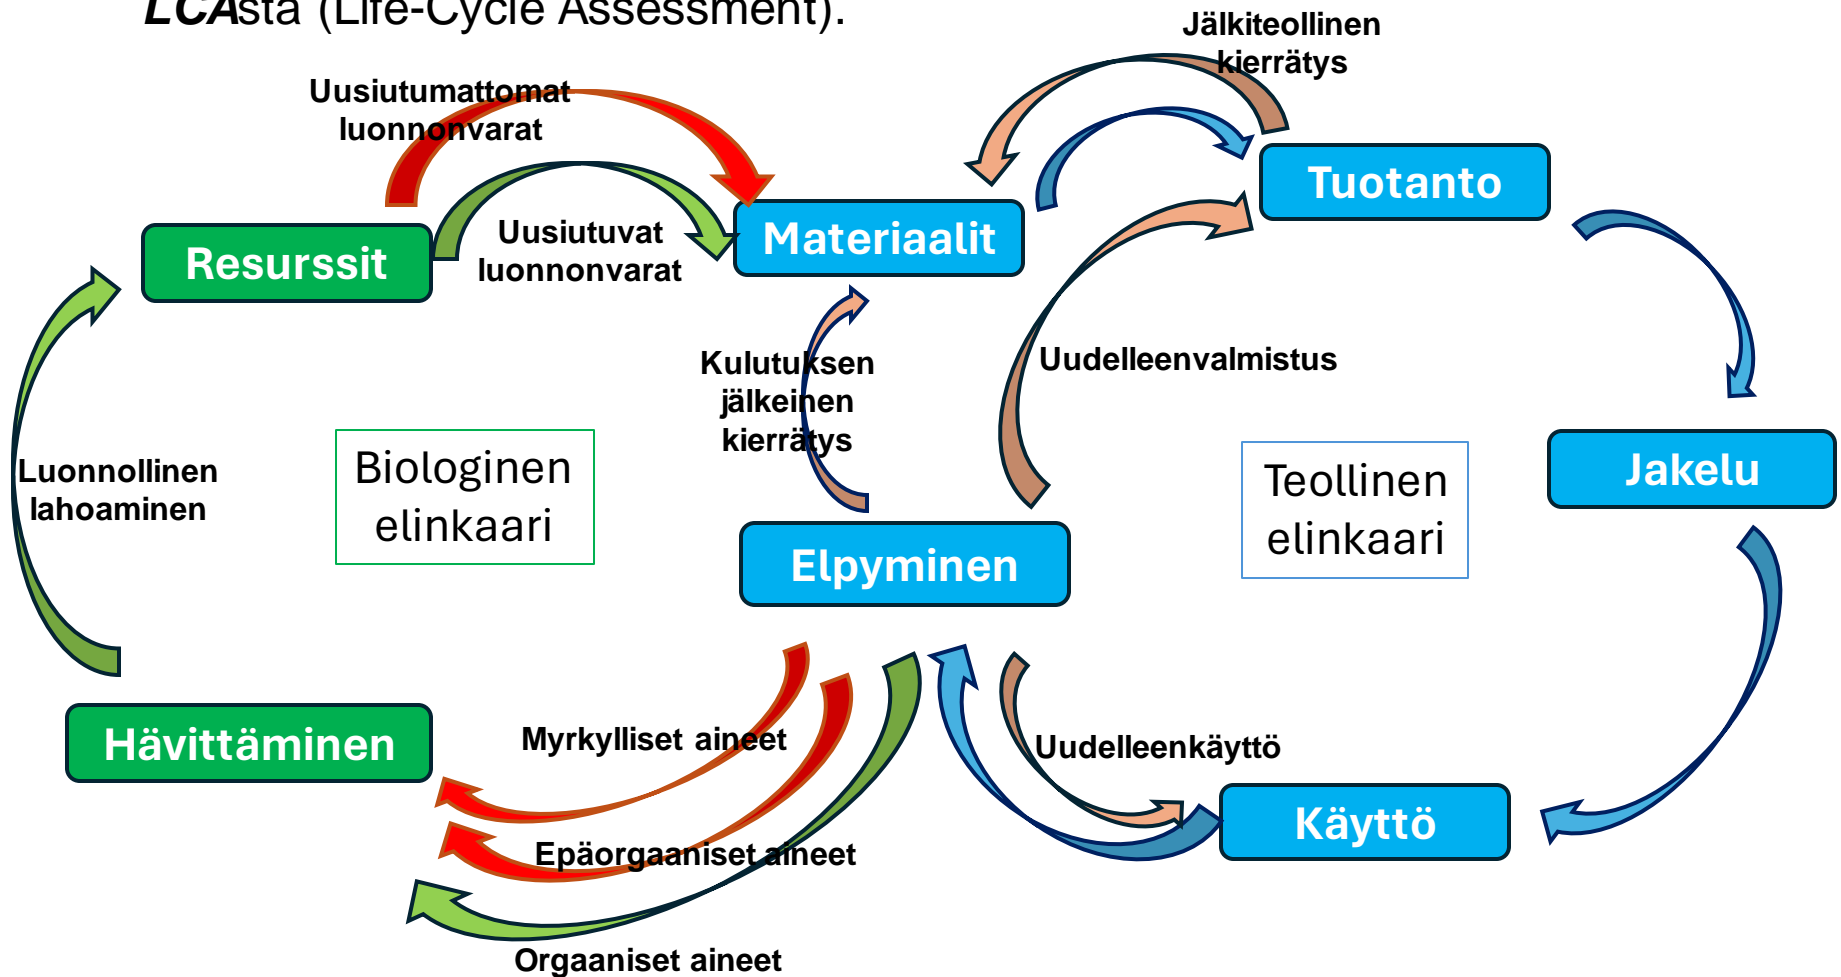 LCAsta (Life-Cycle Assessment).
Jälkiteollinen
kierrätys
Uusiutumattomat
luonnonvarat
Tuotanto
Uusiutuvat
luonnonvarat
Materiaalit
Resurssit
Kulutuksen
jälkeinen
kierrätys
Uudelleenvalmistus
Luonnollinen
lahoaminen
Biologinen
elinkaari
Teollinen
elinkaari
Jakelu
Elpyminen
Hävittäminen
Myrkylliset aineet
Uudelleenkäyttö
Käyttö
Epäorgaaniset aineet
Orgaaniset aineet